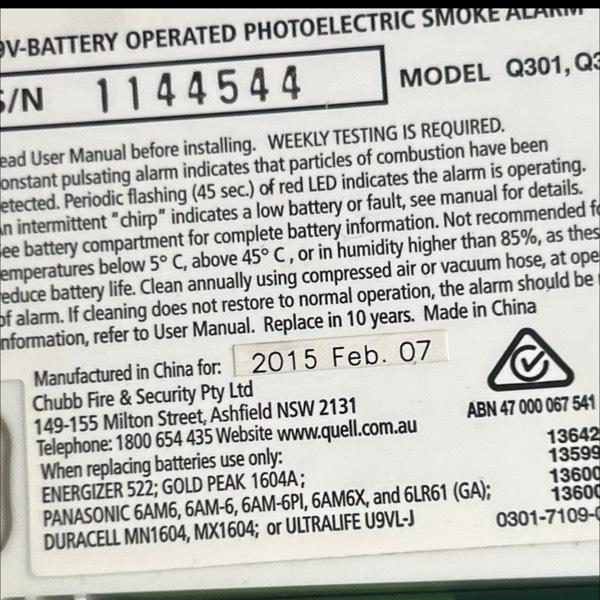 9V-BATTERY OPERATED PHOTOELECTRIC SMOKE ALARM
S/N 1144544 MODEL Q301, Q3
ead User Manual before installing. WEEKLY TESTING IS REQUIRED.
onstant pulsating alarm indicates that particles of combustion have been
etected. Periodic flashing (45 sec.) of red LED indicates the alarm is operating.
n intermittent "chirp" indicates a low battery or fault, see manual for details.
ee battery compartment for complete battery information. Not recommended fo
emperatures below 5° C, above 45° C , or in humidity higher than 85%, as thes
reduce battery life. Clean annually using compressed air or vacuum hose, at ope
of alarm. If cleaning does not restore to normal operation, the alarm should be
nformation, refer to User Manual. Replace in 10 years. Made in China
Manufactured in China for: 2015 Feb. 07
Chubb Fire & Security Pty Ltd
149-155 Milton Street, Ashfield NSW 2131
Telephone: 1800 654 435 Website www.quell.com.au
When replacing batteries use only:
ENERGIZER 522; GOLD PEAK 1604A;
PANASONIC 6AM6, 6AM-6, 6AM-6PI, 6AM6X, and 6LR61 (GA);
DURACELL MN1604, MX1604; or ULTRALIFE U9VL-J
ABN 47 000 067 541
13642
13599
13600
13600
0301-7109-